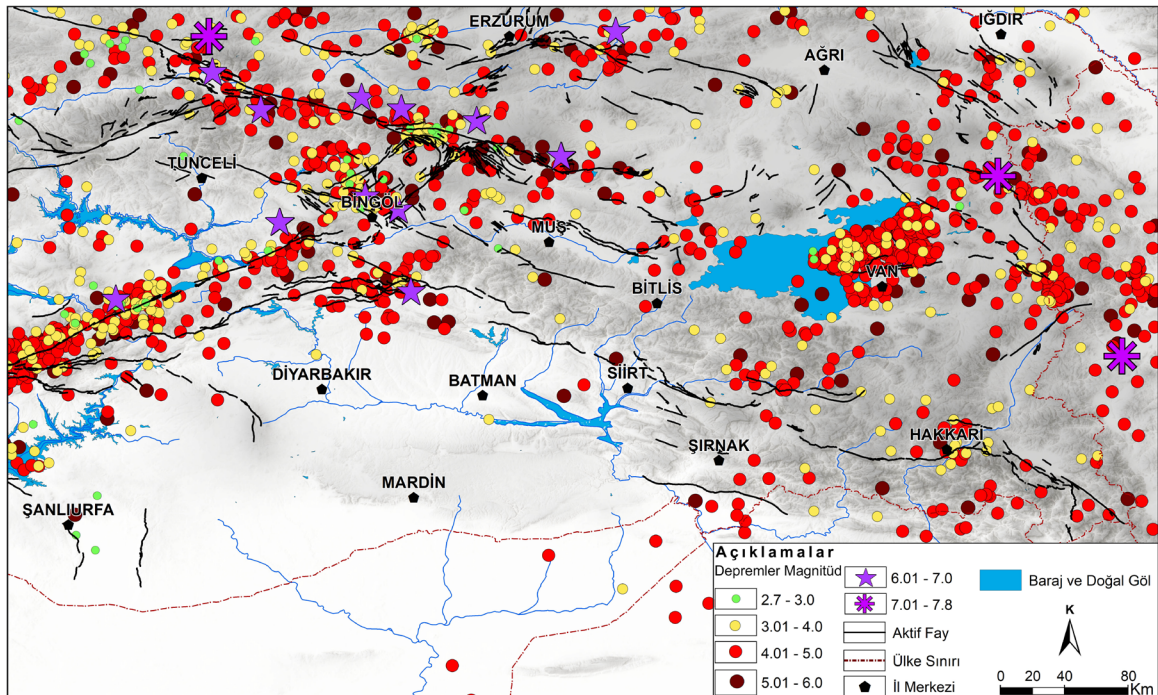 ERZURUM
IĞDIR
AĞRI
TUNCELİ
BİNGÖL
MUŞ
VAN
BİTLİS
DİYARBAKIR
BATMAN
SİİRT
HAKKARİ
ŞIRNAK
MARDİN
ŞANLIURFA
Açıklamalar
Depremler Magnitüd
2.7 - 3.0
3.01 - 4.0
4.01 - 5.0
5.01 - 6.0
6.01 - 7.0
7.01 - 7.8
Aktif Fay
Ülke Sınırı
İl Merkezi
Baraj ve Doğal Göl
K
0 20 40 80
Km